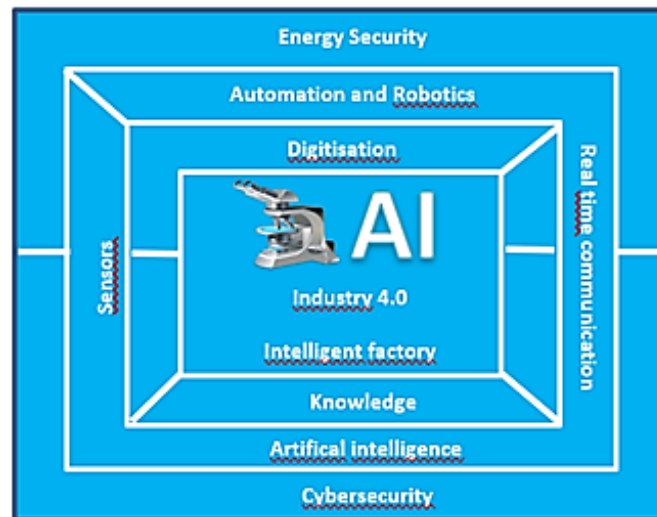 Energy Security
Automation and Robotics
Digitisation
Sensors
AI
Real time communication
Industry 4.0
Intelligent factory
Knowledge
Artifical intelligence
Cybersecurity